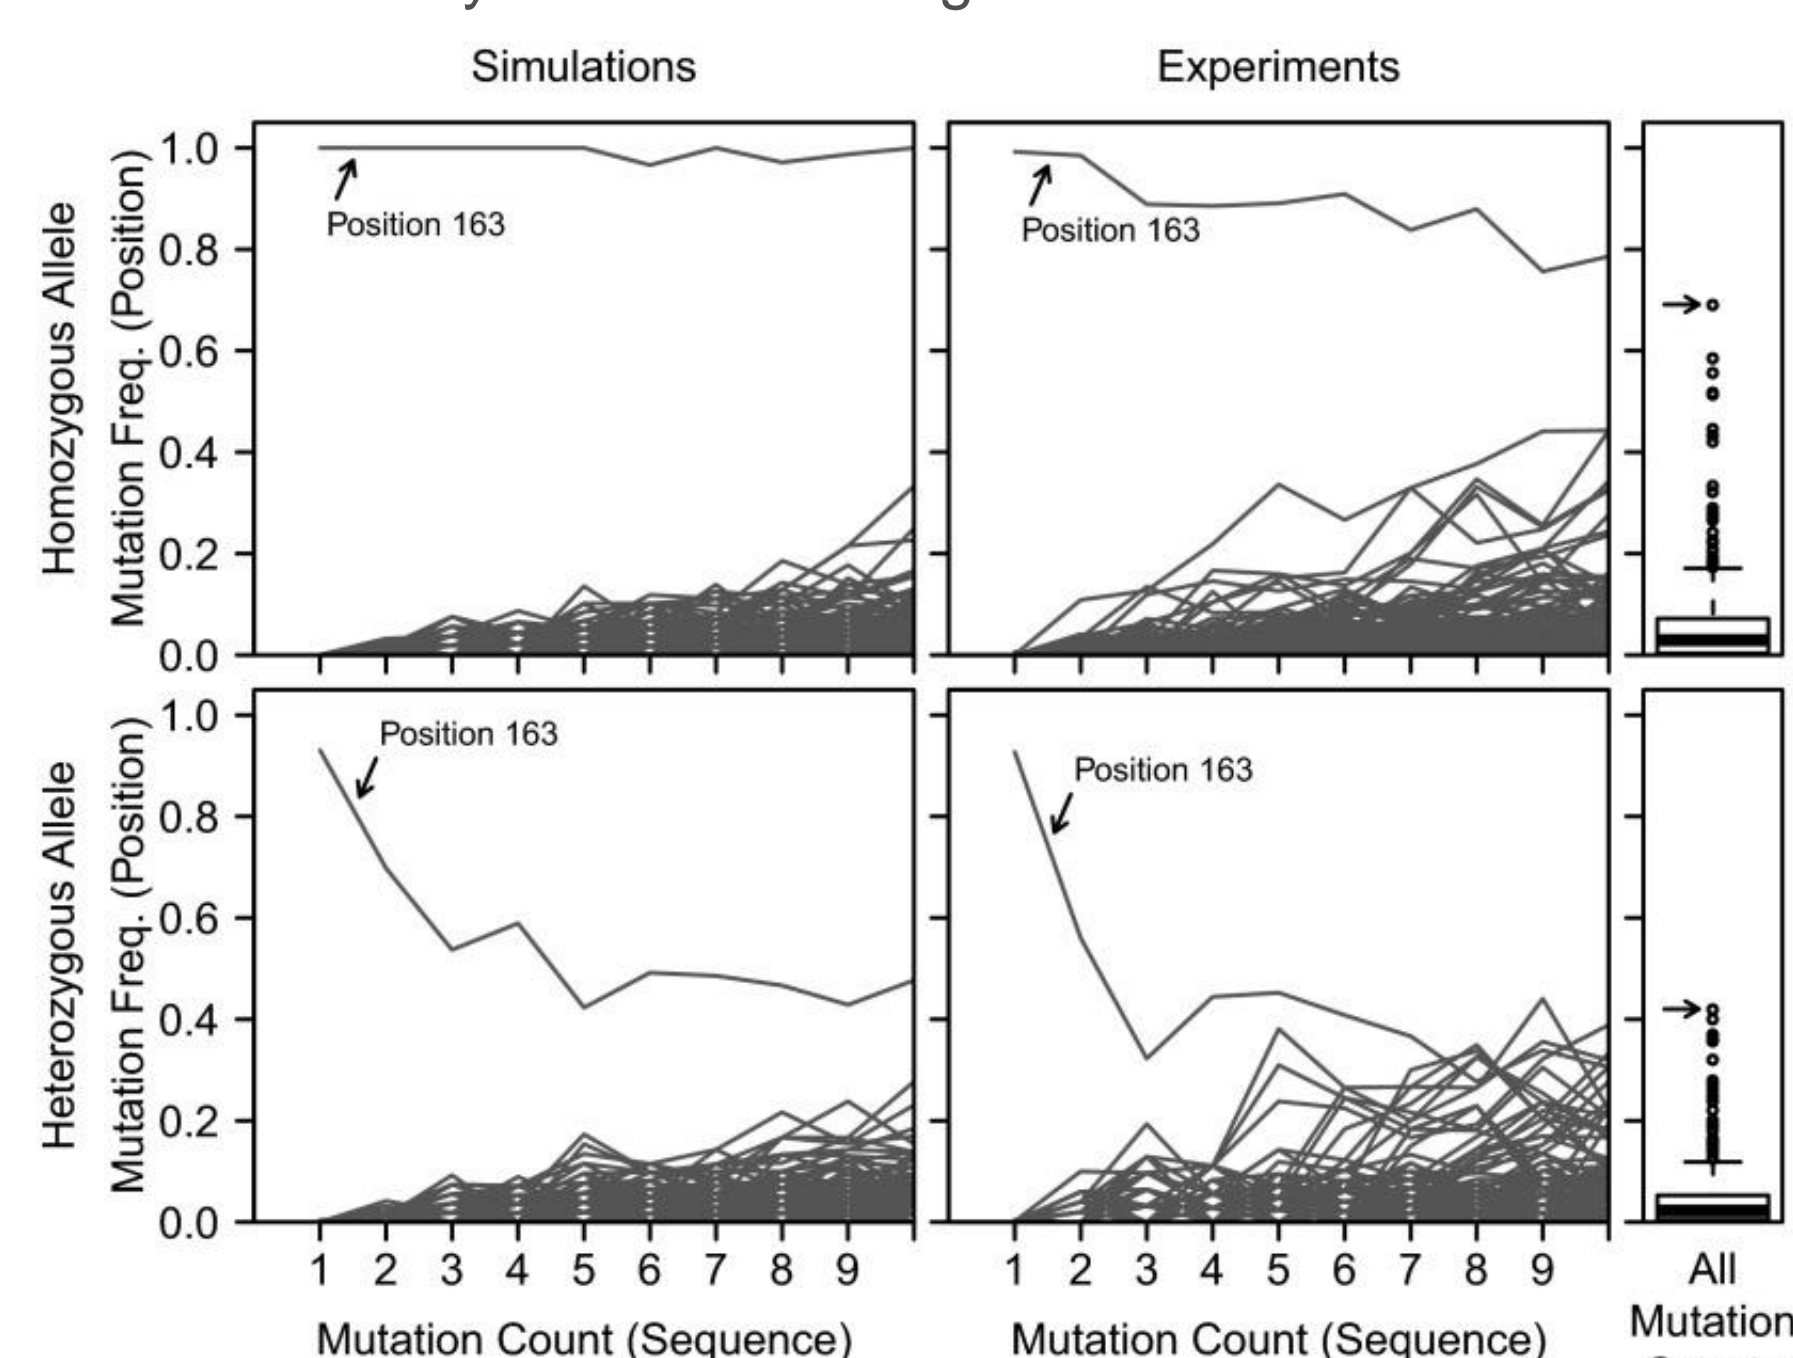 Simulations
Experiments
Homozygous Allele
Mutation Freq. (Position)
1.0
0.8
0.6
0.4
0.2
0.0
Position 163
Position 163
Heterozygous Allele
Mutation Freq. (Position)
1.0
0.8
0.6
0.4
0.2
0.0
Position 163
Position 163
1 2 3 4 5 6 7 8 9
1 2 3 4 5 6 7 8 9
All
Mutation
Mutation Count (Sequence)
Mutation Count (Sequence)